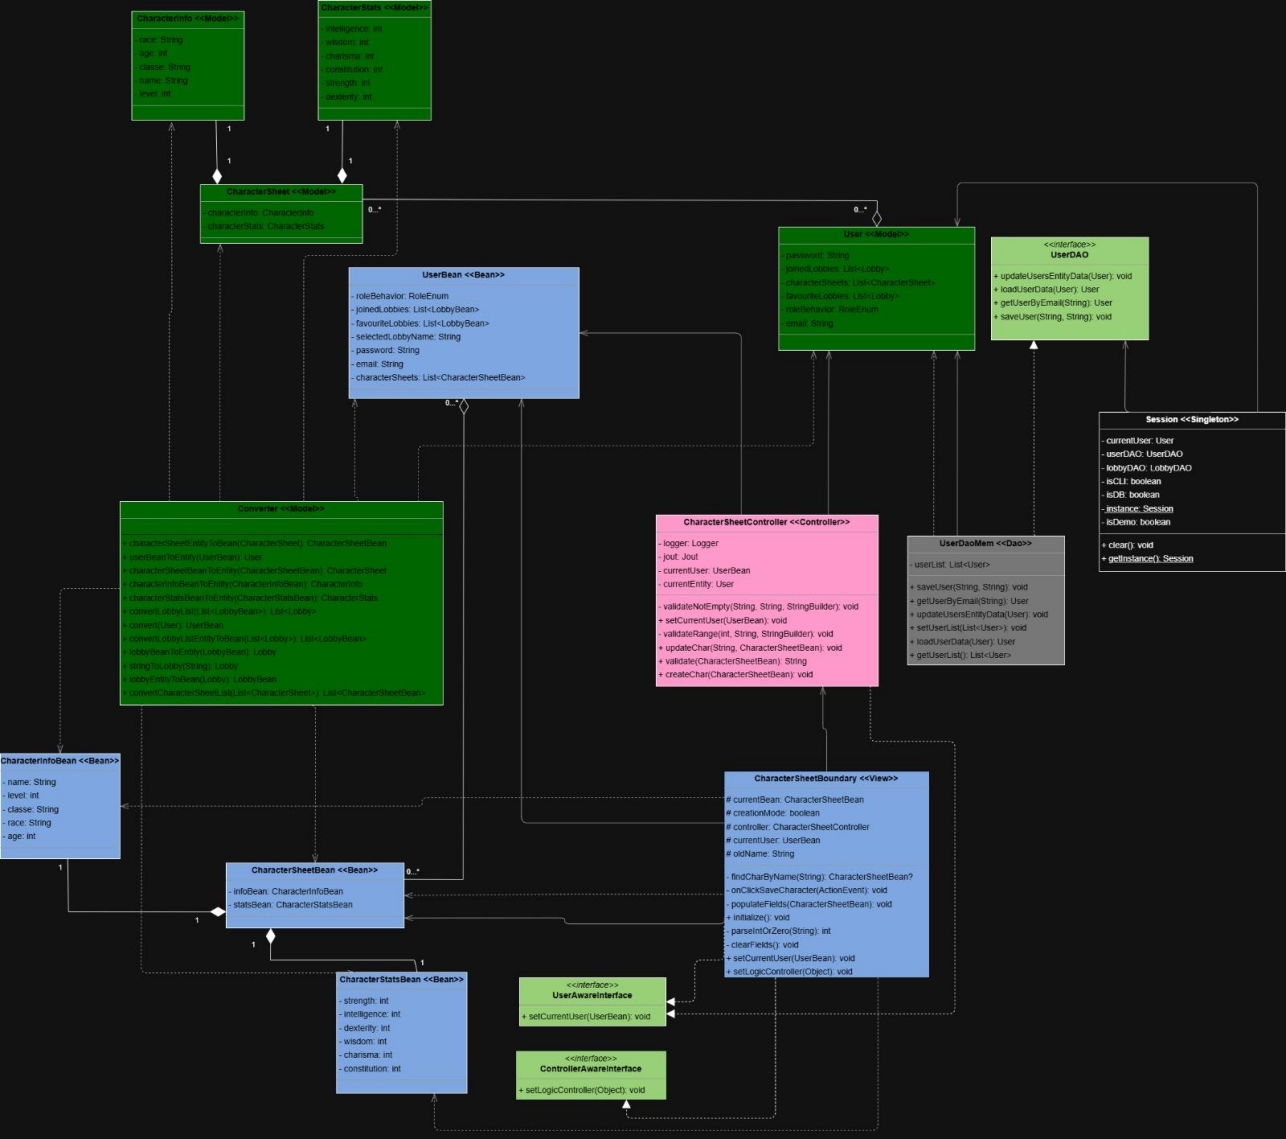 CharacterInfo <<Model>>
- race: String
- age: int
- classe: String
- name: String
- level: int
CharacterStats <<Model>>
- intelligence: int
- wisdom: int
- charisma: int
- constitution: int
- strength: int
- dexterity: int
1
1
1
1
CharacterSheet <<Model>>
- characterInfo: CharacterInfo
- characterStats: CharacterStats
0...*
0...*
User <<Model>>
- password: String
- joinedLobbies: List<Lobby>
- characterSheets: List<CharacterSheet>
- favouriteLobbies: List<Lobby>
- roleBehavior: RoleEnum
- email: String
<<interface>>
UserDAO
+ updateUsersEntityData(User): void
+ loadUserData(User): User
+ getUserByEmail(String): User
+ saveUser(String, String): void
UserBean <<Bean>>
- roleBehavior: RoleEnum
- joinedLobbies: List<LobbyBean>
- favouriteLobbies: List<LobbyBean>
- selectedLobbyName: String
- password: String
- email: String
- characterSheets: List<CharacterSheetBean>
0...*
Session <<Singleton>>
- currentUser: User
- userDAO: UserDAO
- lobbyDAO: LobbyDAO
- isCLI: boolean
- isDB: boolean
- instance: Session
- isDemo: boolean
+ clear(): void
+ getInstance(): Session
Converter <<Model>>
+ characterSheetEntityToBean(CharacterSheet): CharacterSheetBean
+ userBeanToEntity(UserBean): User
+ characterSheetBeanToEntity(CharacterSheetBean): CharacterSheet
+ characterInfoBeanToEntity(CharacterInfoBean): CharacterInfo
+ characterStatsBeanToEntity(CharacterStatsBean): CharacterStats
+ convertLobbyList(List<LobbyBean>): List<Lobby>
+ convert(User): UserBean
+ convertLobbyListEntityToBean(List<Lobby>): List<LobbyBean>
+ lobbyBeanToEntity(LobbyBean): Lobby
+ stringToLobby(String): Lobby
+ lobbyEntityToBean(Lobby): LobbyBean
+ convertCharacterSheetList(List<CharacterSheet>): List<CharacterSheetBean>
CharacterSheetController <<Controller>>
- logger: Logger
- jout: Jout
- currentUser: UserBean
- currentEntity: User
- validateNotEmpty(String, String, StringBuilder): void
+ setCurrentUser(UserBean): void
- validateRange(int, String, StringBuilder): void
+ updateChar(String, CharacterSheetBean): void
+ validate(CharacterSheetBean): String
+ createChar(CharacterSheetBean): void
UserDaoMem <<Dao>>
- userList: List<User>
+ saveUser(String, String): void
+ getUserByEmail(String): User
+ updateUsersEntityData(User): void
+ setUserList(List<User>): void
+ loadUserData(User): User
+ getUserList(): List<User>
CharacterInfoBean <<Bean>>
- name: String
- level: int
- classe: String
- race: String
- age: int
CharacterSheetBoundary <<View>>
# currentBean: CharacterSheetBean
# creationMode: boolean
# controller: CharacterSheetController
# currentUser: UserBean
# oldName: String
- findCharByName(String): CharacterSheetBean?
- onClickSaveCharacter(ActionEvent): void
- populateFields(CharacterSheetBean): void
+ initialize(): void
- parseIntOrZero(String): int
- clearFields(): void
+ setCurrentUser(UserBean): void
+ setLogicController(Object): void
1
CharacterSheetBean <<Bean>>
- infoBean: CharacterInfoBean
- statsBean: CharacterStatsBean
0...*
1
1
1
CharacterStatsBean <<Bean>>
- strength: int
- intelligence: int
- dexterity: int
- wisdom: int
- charisma: int
- constitution: int
<<interface>>
UserAwareInterface
+ setCurrentUser(UserBean): void
<<interface>>
ControllerAwareInterface
+ setLogicController(Object): void